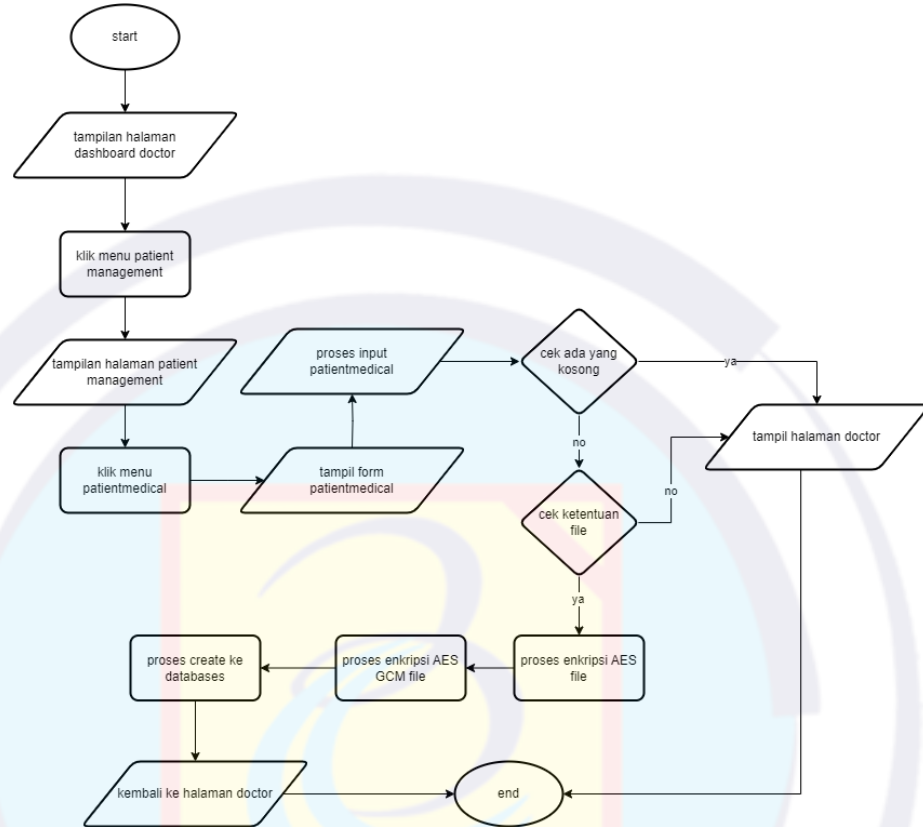 start
tampilan halaman
dashboard doctor
klik menu patient
management
tampilan halaman patient
management
klik menu
patientmedical
tampil form
patientmedical
proses input
patientmedical
cek ada yang
kosong
ya
no
tampil halaman doctor
cek ketentuan
file
no
ya
proses enkripsi AES
file
proses enkripsi AES
GCM file
proses create ke
databases
kembali ke halaman doctor
end